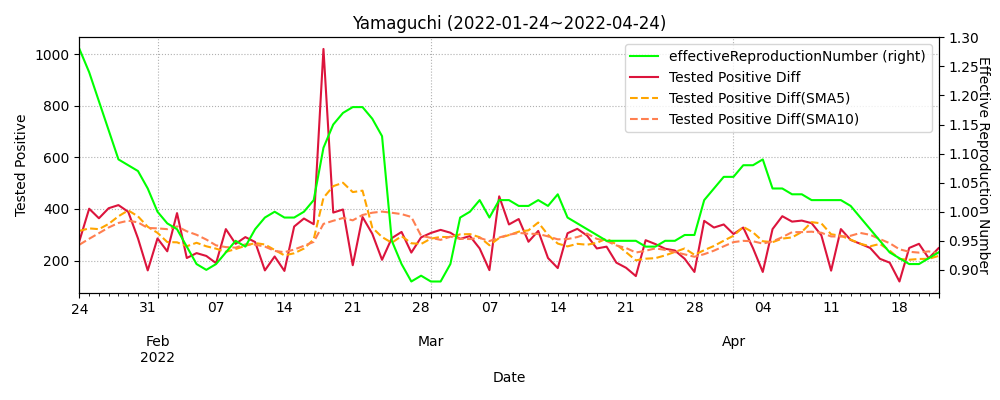 Yamaguchi (2022-01-24~2022-04-24)
effectiveReproductionNumber (right)
Tested Positive Diff
Tested Positive Diff(SMA5)
Tested Positive Diff(SMA10)
Tested Positive
1000
800
600
400
200
1.30
1.25
1.20
1.15
1.10
1.05
1.00
0.95
0.90
Effective Reproduction Number
24 31 07 14 21 28 07 14 21 28 04 11 18
Feb Mar Apr
2022
Date